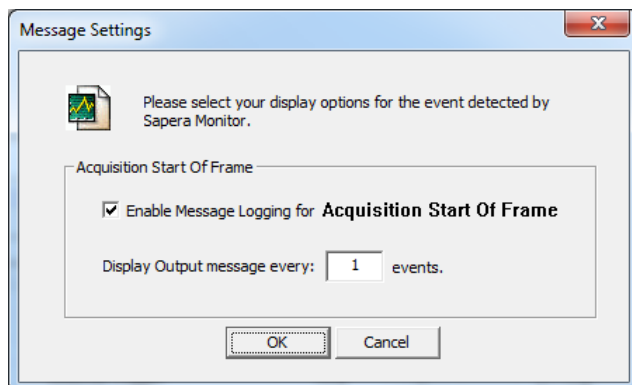 Message Settings
Please select your display options for the event detected by
Sapera Monitor.
Acquisition Start Of Frame
Enable Message Logging for Acquisition Start Of Frame
Display Output message every: 1 events.
OK Cancel